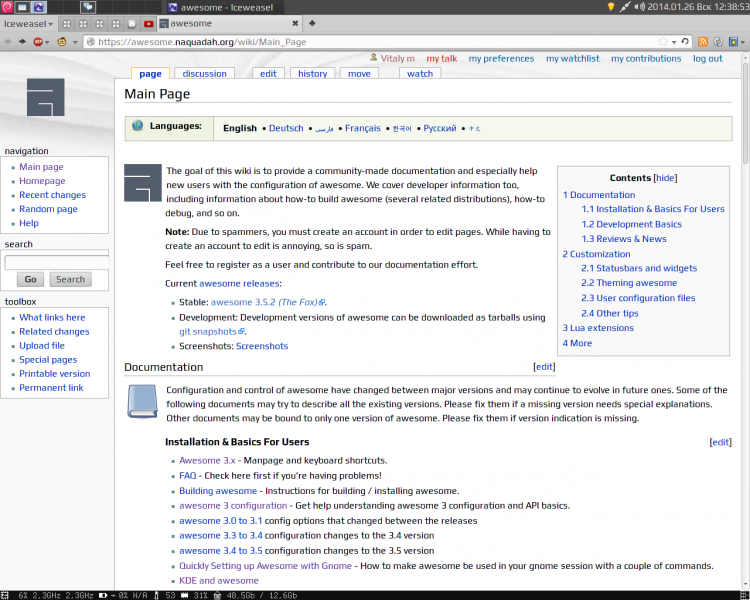 awesome - Iceweasel
2014.01.26 Вск 12:38:53
Iceweasel
awesome
https://awesome.naquadah.org/wiki/Main_Page
Vitaly m my talk my preferences my watchlist my contributions log out
page discussion edit history move watch
Main Page
Languages: English • Deutsch • فارسی • Français • 한국어 • Русский •
navigation
Main page
Homepage
Recent changes
Random page
Help
search
Go Search
toolbox
What links here
Related changes
Upload file
Special pages
Printable version
Permanent link
The goal of this wiki is to provide a community-made documentation and especially help
new users with the configuration of awesome. We cover developer information too,
including information about how-to build awesome (several related distributions), how-to
debug, and so on.
Note: Due to spammers, you must create an account in order to edit pages. While having to
create an account to edit is annoying, so is spam.
Feel free to register as a user and contribute to our documentation effort.
Current awesome releases:
Stable: awesome 3.5.2 (The Fox).
Development: Development versions of awesome can be downloaded as tarballs using
git snapshots.
Screenshots: Screenshots
Contents [hide]
1 Documentation
1.1 Installation & Basics For Users
1.2 Development Basics
1.3 Reviews & News
2 Customization
2.1 Statusbars and widgets
2.2 Theming awesome
2.3 User configuration files
2.4 Other tips
3 Lua extensions
4 More
Documentation [edit]
Configuration and control of awesome have changed between major versions and may continue to evolve in future ones. Some of the
following documents may try to describe all the existing versions. Please fix them if a missing version needs special explanations.
Other documents may be bound to only one version of awesome. Please fix them if version indication is missing.
Installation & Basics For Users [edit]
Awesome 3.x - Manpage and keyboard shortcuts.
FAQ - Check here first if you're having problems!
Building awesome - Instructions for building / installing awesome.
awesome 3 configuration - Get help understanding awesome 3 configuration and API basics.
awesome 3.0 to 3.1 config options that changed between the releases
awesome 3.3 to 3.4 configuration changes to the 3.4 version
awesome 3.4 to 3.5 configuration changes to the 3.5 version
Quickly Setting up Awesome with Gnome - How to make awesome be used in your gnome session with a couple of commands.
KDE and awesome
6% 2.3GHz 2.3GHz 0% N/A 53 31% 48.5Gb / 12.6Gb